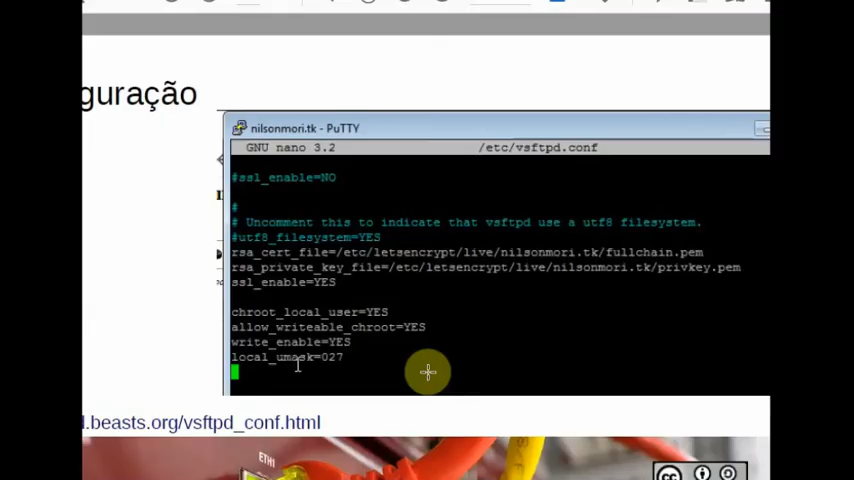 guração
nilsonmori.tk - PuTTY
GNU nano 3.2 /etc/vsftpd.conf
#ssl_enable=NO
#
# Uncomment this to indicate that vsftpd use a utf8 filesystem.
#utf8_filesystem=YES
rsa_cert_file=/etc/letsencrypt/live/nilsonmori.tk/fullchain.pem
rsa_private_key_file=/etc/letsencrypt/live/nilsonmori.tk/privkey.pem
ssl_enable=YES
chroot_local_user=YES
allow_writeable_chroot=YES
write_enable=YES
local_umask=027
d.beasts.org/vsftpd_conf.html
ETH1
cc